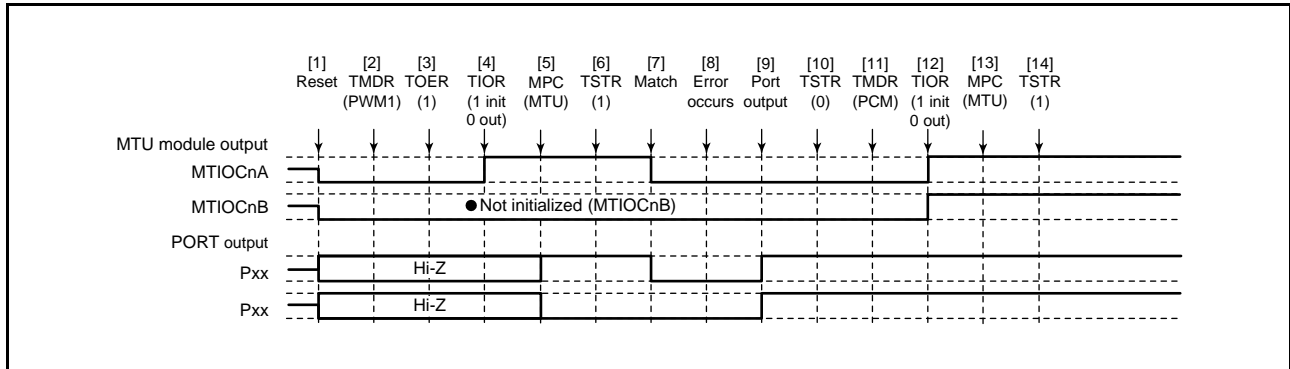 [1] [2] [3] [4] [5] [6] [7] [8] [9] [10] [11] [12] [13] [14]
Reset TMDR TOER TIOR MPC TSTR Match Error Port TSTR TMDR TIOR MPC TSTR
(PWM1) (1) (1 init (MTU) (1) occurs output (0) (PCM) (1 init (MTU) (1)
0 out) 0 out)
MTU module output
MTIOCnA
MTIOCnB ●Not initialized (MTIOCnB)
PORT output
Pxx Hi-Z
Pxx Hi-Z